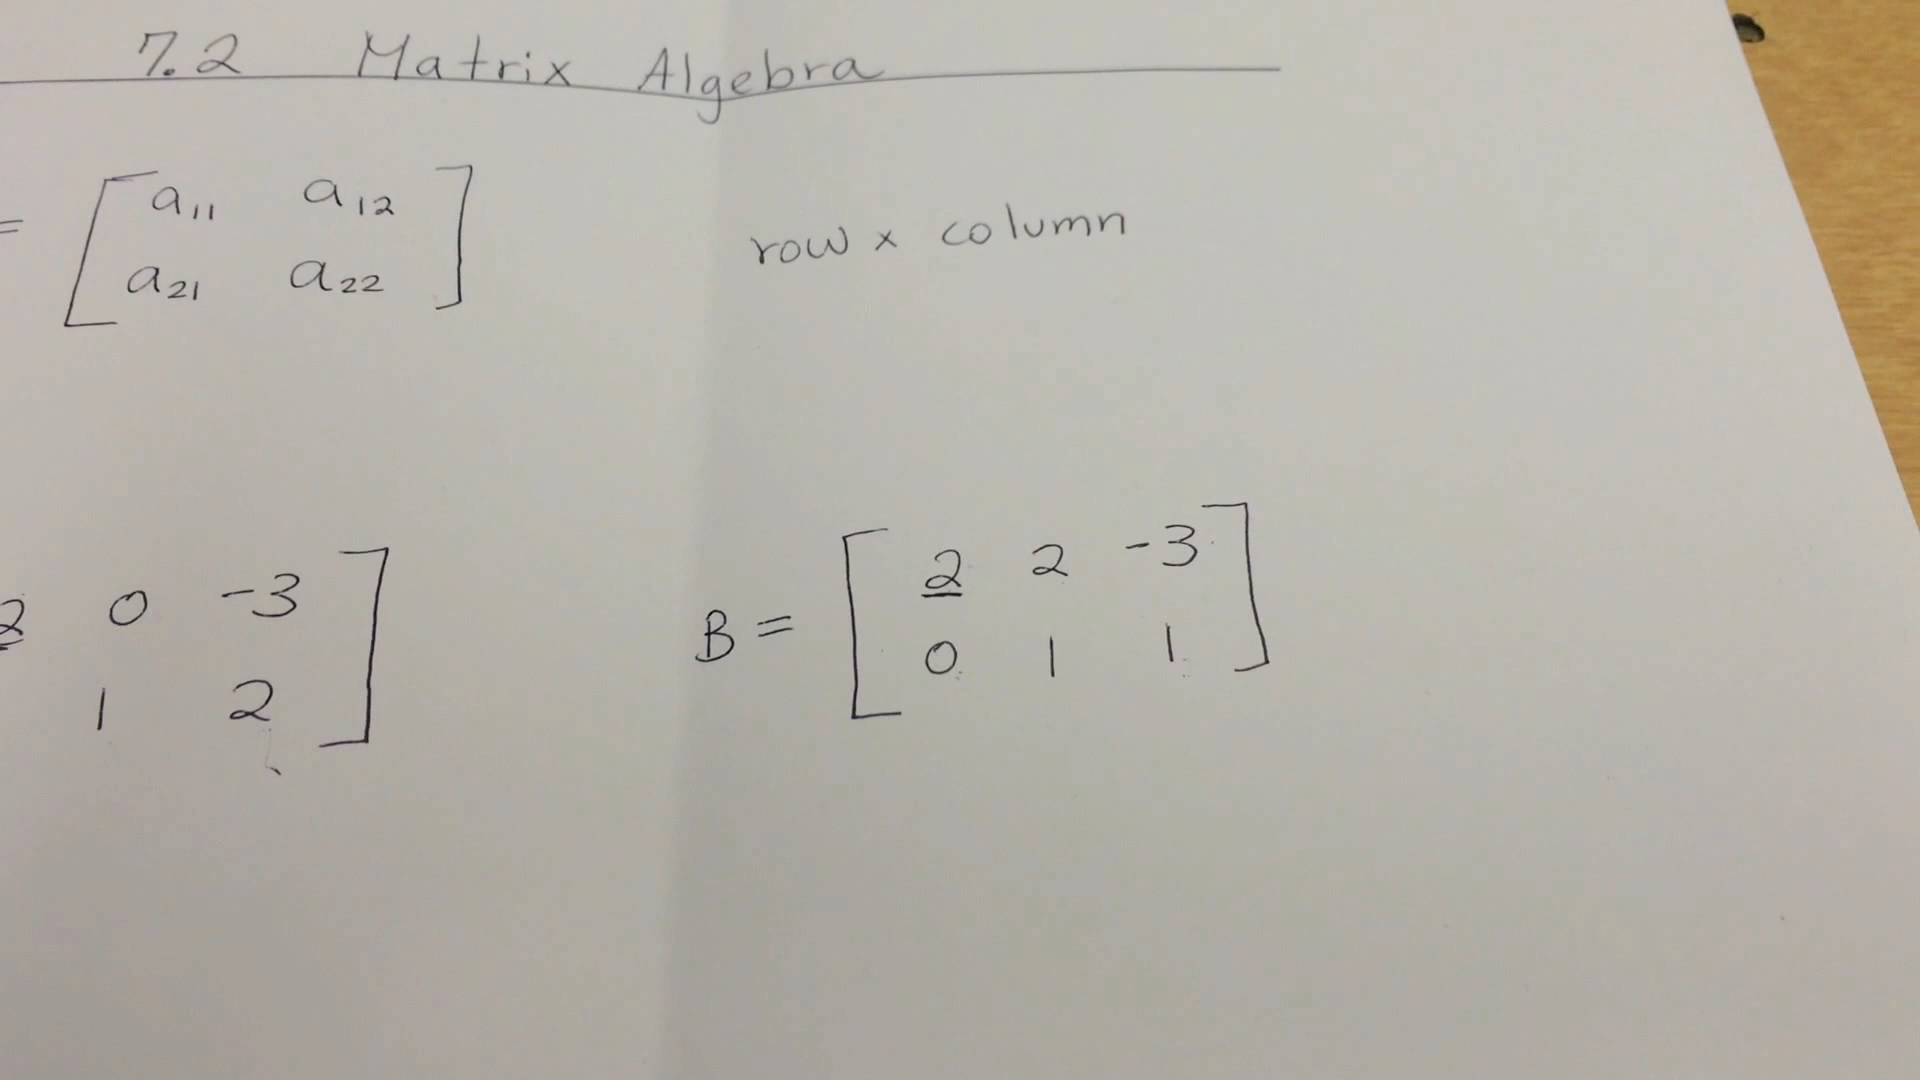 7.2 Matrix Algebra
= [ a11 a12 row x column
a21 a22 ]
2 0 -3 ] B = [ 2 2 -3
1 2 0 1 1 ]